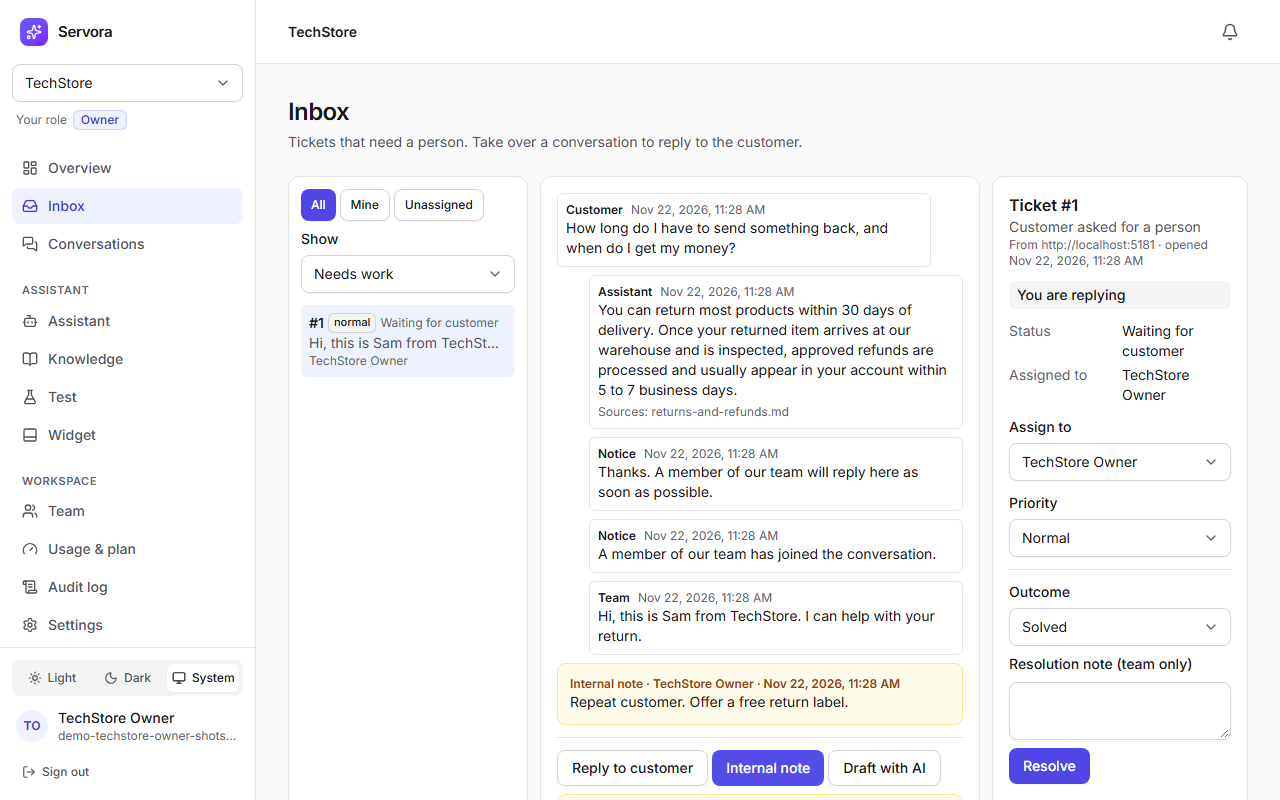 Servora
TechStore
Your role Owner
Overview
Inbox
Conversations
ASSISTANT
Assistant
Knowledge
Test
Widget
WORKSPACE
Team
Usage & plan
Audit log
Settings
Light Dark System
TO
TechStore Owner
demo-techstore-owner-shots...
Sign out
TechStore
Inbox
Tickets that need a person. Take over a conversation to reply to the customer.
All Mine Unassigned
Show
Needs work
#1 normal Waiting for customer
Hi, this is Sam from TechSt...
TechStore Owner
Customer Nov 22, 2026, 11:28 AM
How long do I have to send something back, and
when do I get my money?
Assistant Nov 22, 2026, 11:28 AM
You can return most products within 30 days of
delivery. Once your returned item arrives at our
warehouse and is inspected, approved refunds are
processed and usually appear in your account within
5 to 7 business days.
Sources: returns-and-refunds.md
Notice Nov 22, 2026, 11:28 AM
Thanks. A member of our team will reply here as
soon as possible.
Notice Nov 22, 2026, 11:28 AM
A member of our team has joined the conversation.
Team Nov 22, 2026, 11:28 AM
Hi, this is Sam from TechStore. I can help with your
return.
Internal note · TechStore Owner · Nov 22, 2026, 11:28 AM
Repeat customer. Offer a free return label.
Reply to customer Internal note Draft with AI
Ticket #1
Customer asked for a person
From http://localhost:5181 · opened
Nov 22, 2026, 11:28 AM
You are replying
Status Waiting for
customer
Assigned to TechStore
Owner
Assign to
TechStore Owner
Priority
Normal
Outcome
Solved
Resolution note (team only)
Resolve